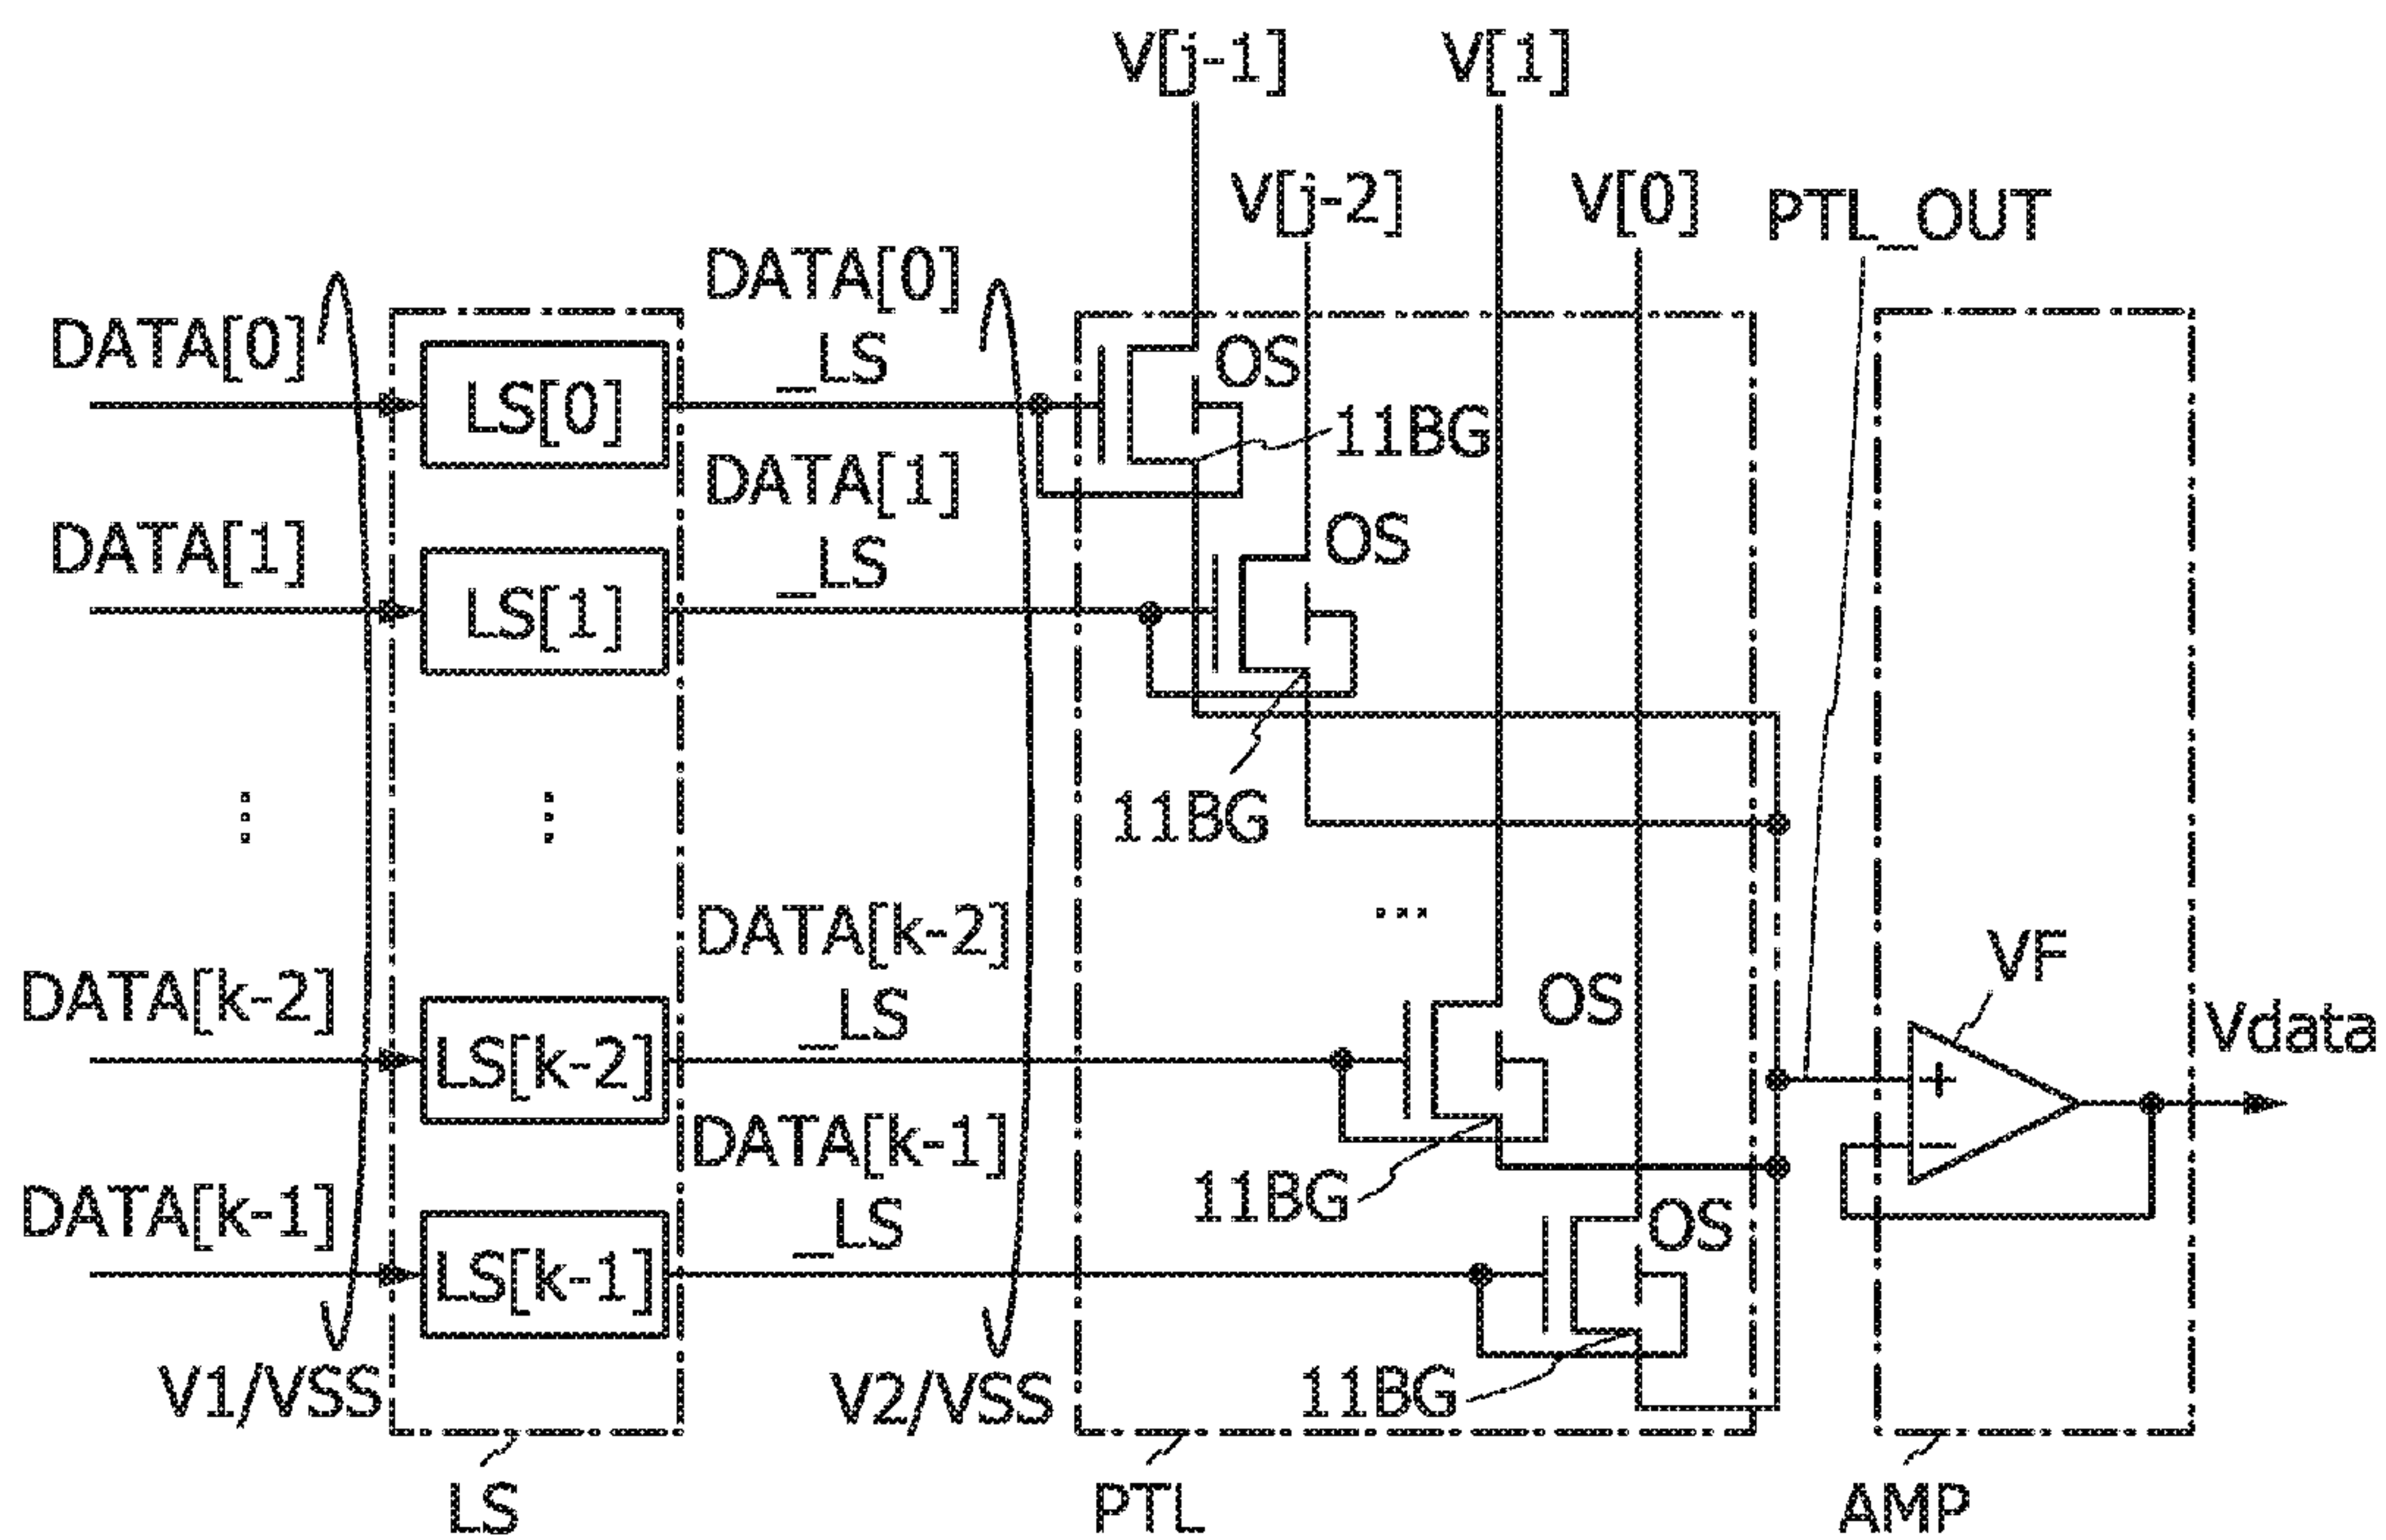 V[j-1]
V[1]
V[j-2]
V[0]
PTL_OUT
DATA[0]
DATA[0]
_LS
LS[0]
OS
11BG
DATA[1]
DATA[1]
_LS
LS[1]
OS
11BG
⋮
⋮
...
DATA[k-2]
DATA[k-2]
_LS
LS[k-2]
OS
11BG
VF
+
−
Vdata
DATA[k-1]
DATA[k-1]
_LS
LS[k-1]
OS
11BG
V1/VSS
V2/VSS
LS
PTL
AMP